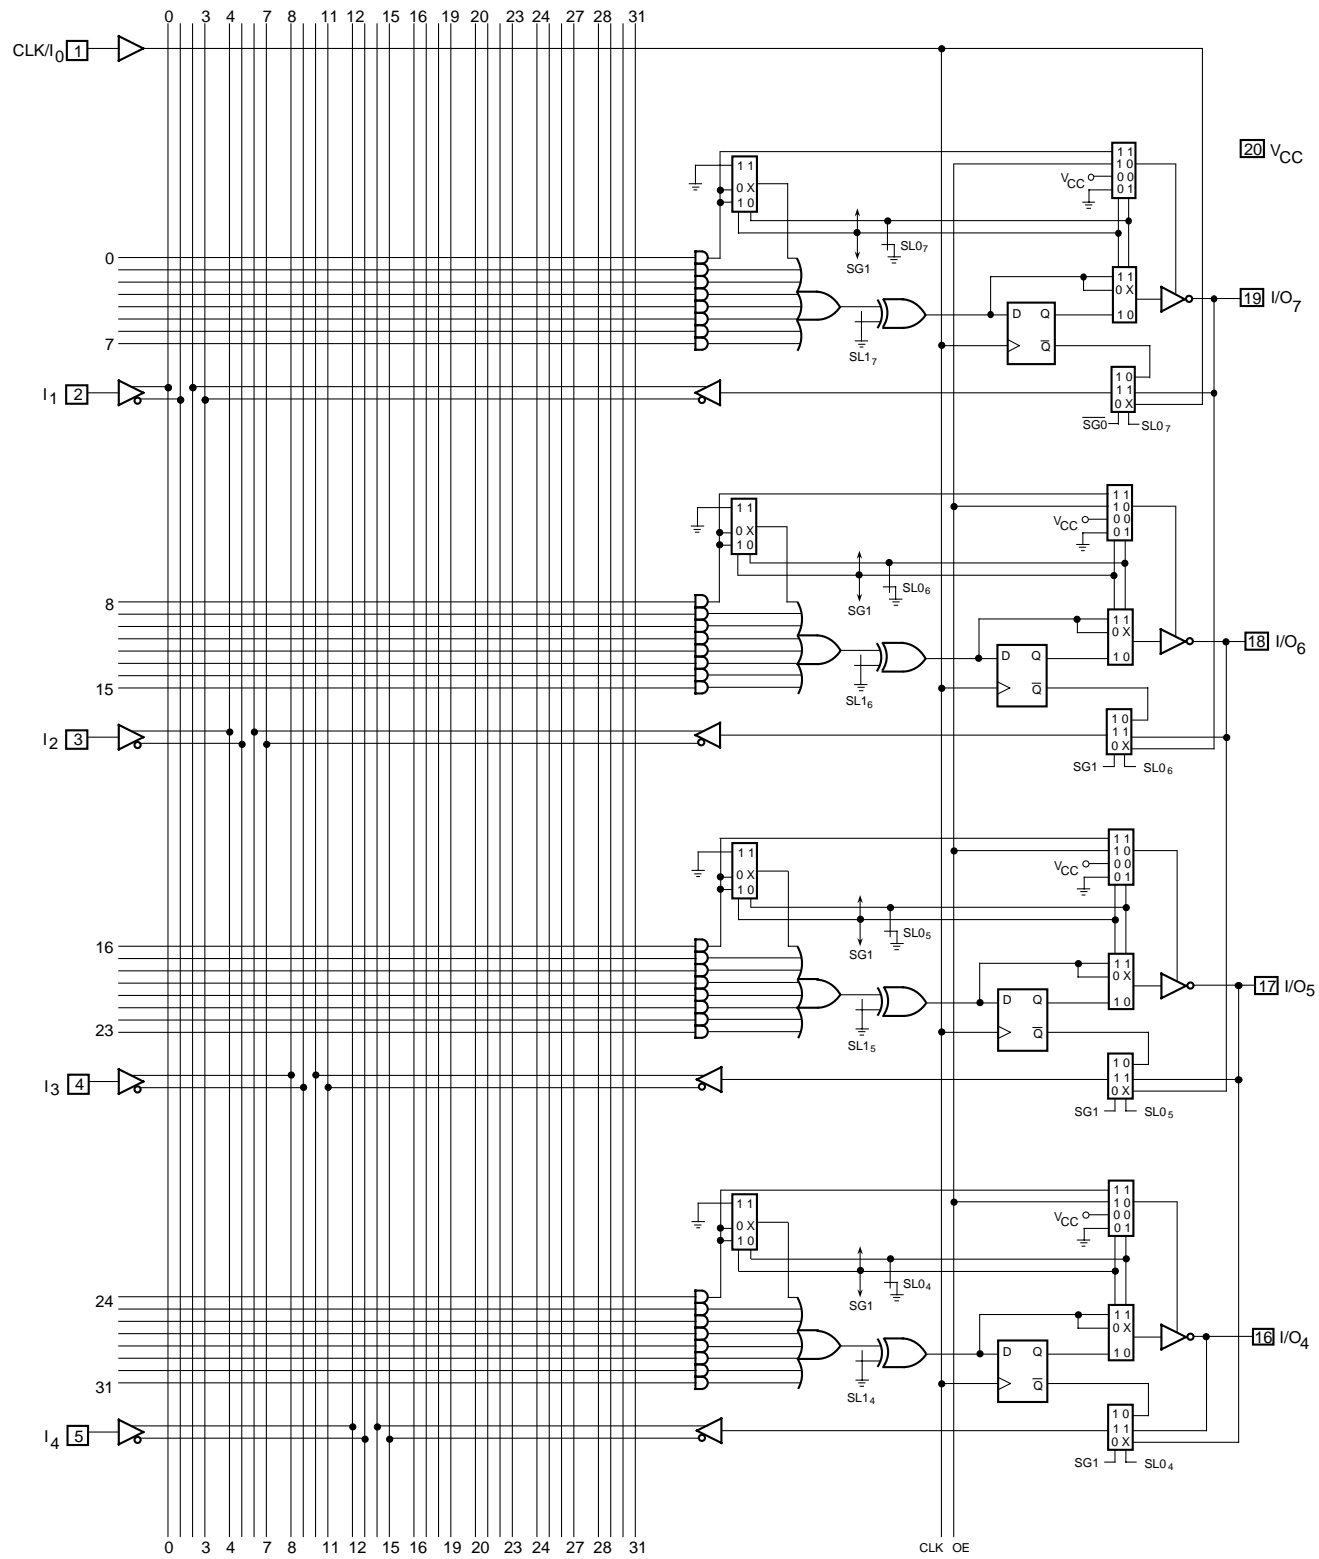 0 3 4 7 8 11 12 15 16 19 20 23 24 27 28 31
CLK/I0 1
1 1
1 0
0 0
0 1
VCC
20 VCC
1 1
0 X
1 0
SL07
SG1
0
7
SL17
D Q
Q̅
1 1
0 X
1 0
19 I/O7
I1 2
1 0
1 1
0 X
S̅G̅0̅ SL07
1 1
1 0
0 0
0 1
VCC
1 1
0 X
1 0
SL06
SG1
8
15
SL16
D Q
Q̅
1 1
0 X
1 0
18 I/O6
I2 3
1 0
1 1
0 X
SG1 SL06
1 1
1 0
0 0
0 1
VCC
1 1
0 X
1 0
SL05
SG1
16
23
SL15
D Q
Q̅
1 1
0 X
1 0
17 I/O5
I3 4
1 0
1 1
0 X
SG1 SL05
1 1
1 0
0 0
0 1
VCC
1 1
0 X
1 0
SL04
SG1
24
31
SL14
D Q
Q̅
1 1
0 X
1 0
16 I/O4
I4 5
1 0
1 1
0 X
SG1 SL04
0 3 4 7 8 11 12 15 16 19 20 23 24 27 28 31 CLK OE